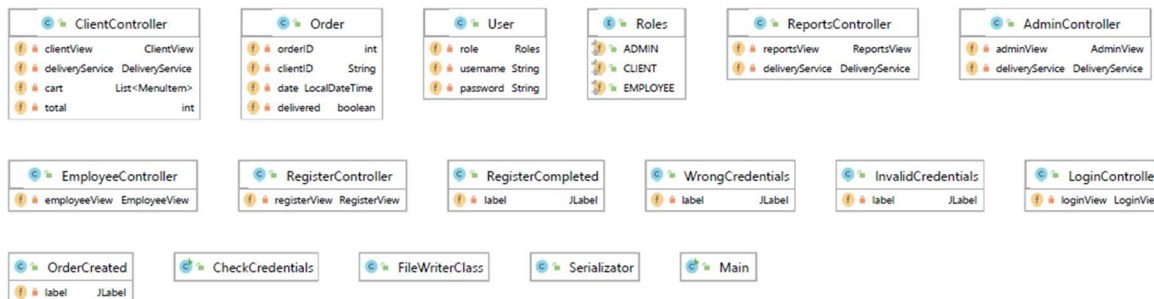 ClientController
clientView ClientView
deliveryService DeliveryService
cart List<MenuItem>
total int
Order
orderID int
clientID String
date LocalDateTime
delivered boolean
User
role Roles
username String
password String
Roles
ADMIN
CLIENT
EMPLOYEE
ReportsController
reportsView ReportsView
deliveryService DeliveryService
AdminController
adminView AdminView
deliveryService DeliveryService
EmployeeController
employeeView EmployeeView
RegisterController
registerView RegisterView
RegisterCompleted
label JLabel
WrongCredentials
label JLabel
InvalidCredentials
label JLabel
LoginControlle
loginView LoginVie
OrderCreated
label JLabel
CheckCredentials
FileWriterClass
Serializator
Main